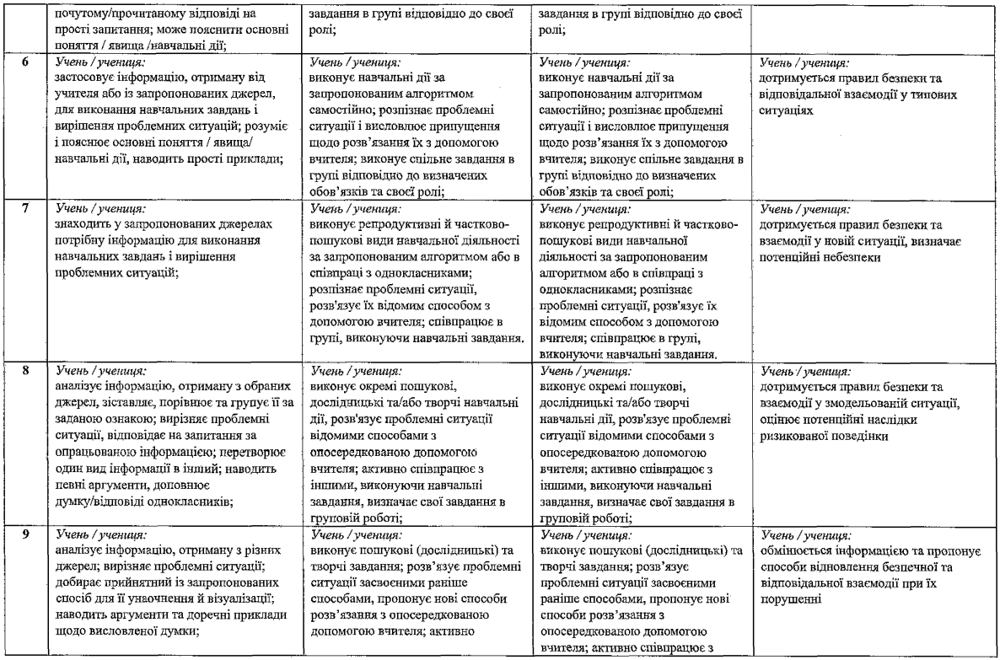 почутому/прочитаному відповіді на
прості запитання; може пояснити основні
поняття / явища /навчальні дії;
завдання в групі відповідно до своєї
ролі;
завдання в групі відповідно до своєї
ролі;
6
Учень / учениця:
застосовує інформацію, отриману від
учителя або із запропонованих джерел,
для виконання навчальних завдань і
вирішення проблемних ситуацій; розуміє
і пояснює основні поняття / явища/
навчальні дії, наводить прості приклади;
Учень / учениця:
виконує навчальні дії за
запропонованим алгоритмом
самостійно; розпізнає проблемні
ситуації і висловлює припущення
щодо розв’язання їх з допомогою
вчителя; виконує спільне завдання в
групі відповідно до визначених
обов’язків та своєї ролі;
Учень / учениця:
виконує навчальні дії за
запропонованим алгоритмом
самостійно; розпізнає проблемні
ситуації і висловлює припущення
щодо розв’язання їх з допомогою
вчителя; виконує спільне завдання в
групі відповідно до визначених
обов’язків та своєї ролі;
Учень / учениця:
дотримується правил безпеки та
відповідальної взаємодії у типових
ситуаціях
7
Учень / учениця:
знаходить у запропонованих джерелах
потрібну інформацію для виконання
навчальних завдань і вирішення
проблемних ситуацій;
Учень / учениця:
виконує репродуктивні й частково-
пошукові види навчальної діяльності
за запропонованим алгоритмом або в
співпраці з однокласниками;
розпізнає проблемні ситуації,
розв'язує їх відомим способом з
допомогою вчителя; співпрацює в
групі, виконуючи навчальні завдання.
Учень / учениця:
виконує репродуктивні й частково-
пошукові види навчальної
діяльності за запропонованим
алгоритмом або в співпраці з
однокласниками; розпізнає
проблемні ситуації, розв'язує їх
відомим способом з допомогою
вчителя; співпрацює в групі,
виконуючи навчальні завдання.
Учень / учениця:
дотримується правил безпеки та
взаємодії у новій ситуації, визначає
потенційні небезпеки
8
Учень / учениця:
аналізує інформацію, отриману з обраних
джерел, зіставляє, порівнює та групує її за
заданою ознакою; вирізняє проблемні
ситуації, відповідає на запитання за
опрацьованою інформацією; перетворює
один вид інформації в інший; наводить
певні аргументи, доповнює
думку/відповіді однокласників;
Учень / учениця:
виконує окремі пошукові,
дослідницькі та/або творчі навчальні
дії, розв'язує проблемні ситуації
відомими способами з
опосередкованою допомогою
вчителя; активно співпрацює з
іншими, виконуючи навчальні
завдання, визначає свої завдання в
груповій роботі;
Учень / учениця:
виконує окремі пошукові,
дослідницькі та/або творчі
навчальні дії, розв'язує проблемні
ситуації відомими способами з
опосередкованою допомогою
вчителя; активно співпрацює з
іншими, виконуючи навчальні
завдання, визначає свої завдання в
груповій роботі;
Учень / учениця:
дотримується правил безпеки та
взаємодії у змодельованій ситуації,
оцінює потенційні наслідки
ризикованої поведінки
9
Учень / учениця:
аналізує інформацію, отриману з різних
джерел; вирізняє проблемні ситуації;
добирає прийнятний із запропонованих
спосіб для її унаочнення й візуалізації;
наводить аргументи та доречні приклади
щодо висловленої думки;
Учень / учениця:
виконує пошукові (дослідницькі) та
творчі завдання; розв’язує проблемні
ситуації засвоєними раніше
способами, пропонує нові способи
розв’язання з опосередкованою
допомогою вчителя; активно
Учень / учениця:
виконує пошукові (дослідницькі) та
творчі завдання; розв’язує
проблемні ситуації засвоєними
раніше способами, пропонує нові
способи розв’язання з
опосередкованою допомогою
вчителя; активно співпрацює з
Учень / учениця:
обмінюється інформацією та пропонує
способи відновлення безпечної та
відповідальної взаємодії при їх
порушенні